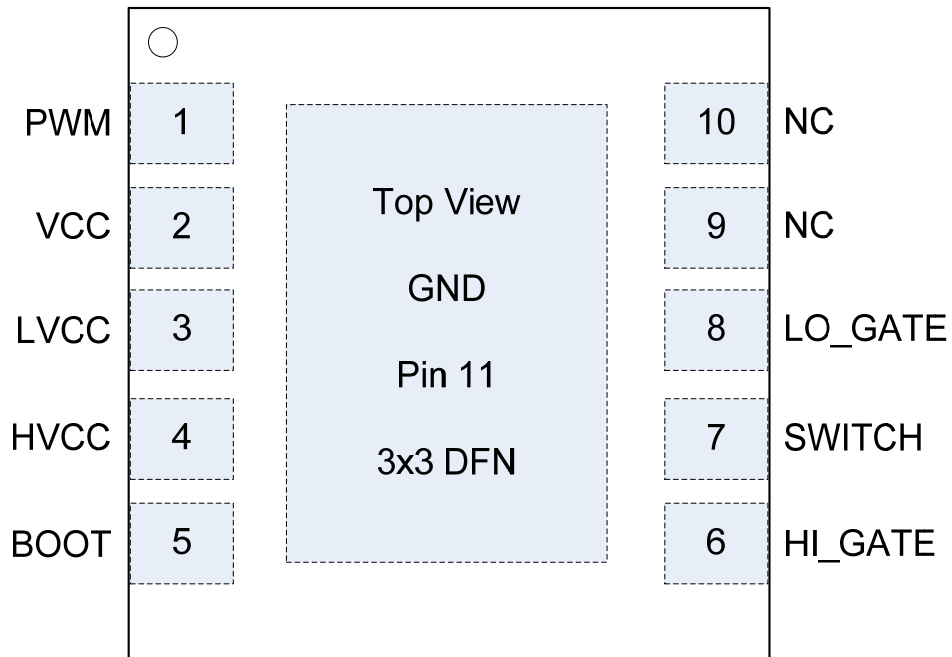 PWM 1 10 NC
Top View
VCC 2 9 NC
GND
LVCC 3 8 LO_GATE
Pin 11
HVCC 4 7 SWITCH
3x3 DFN
BOOT 5 6 HI_GATE